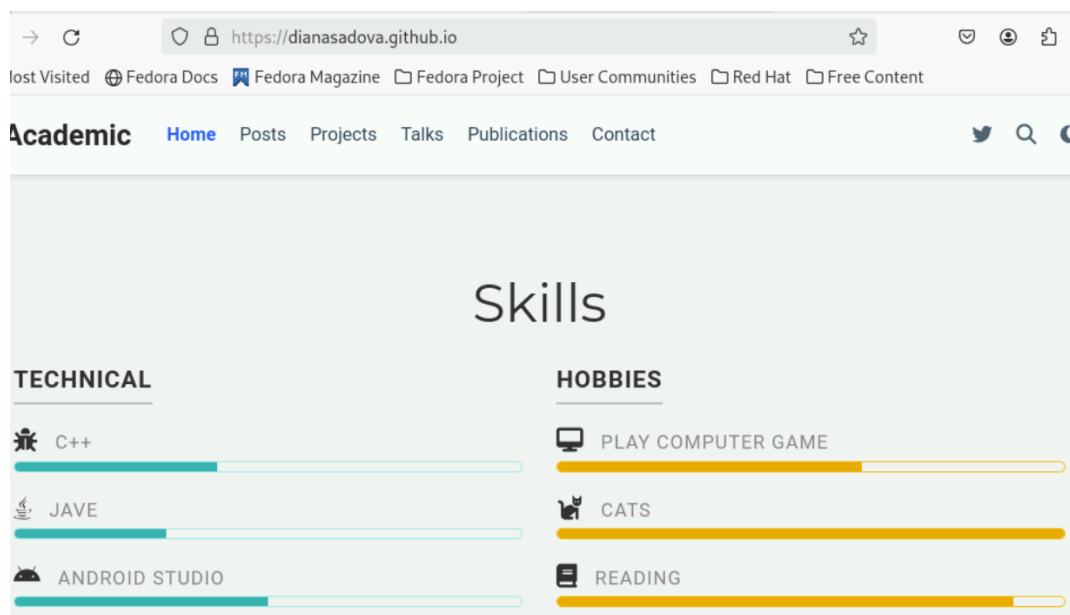 https://dianasadova.github.io
lost Visited Fedora Docs Fedora Magazine Fedora Project User Communities Red Hat Free Content
Academic Home Posts Projects Talks Publications Contact
Skills
TECHNICAL
C++
JAVE
ANDROID STUDIO
HOBBIES
PLAY COMPUTER GAME
CATS
READING